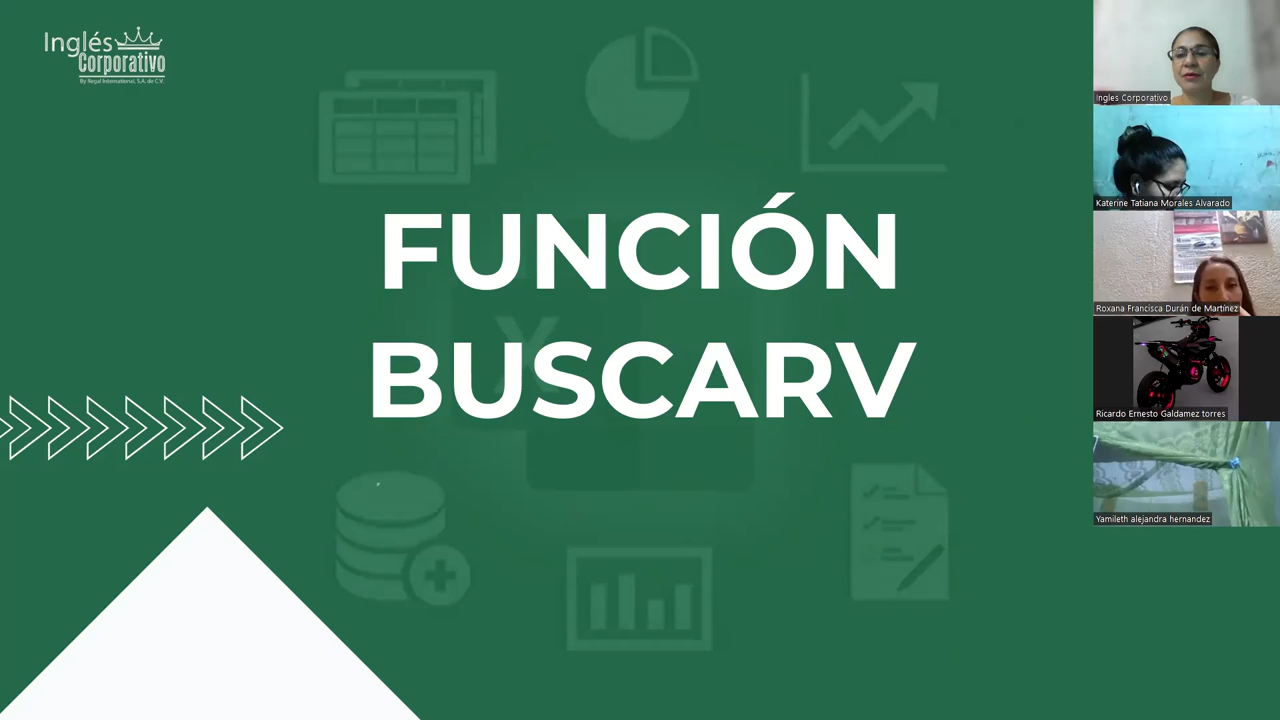 Inglés
Corporativo
By Regal International, S.A. de C.V.
FUNCIÓN
BUSCARV
Ingles Corporativo
Katerine Tatiana Morales Alvarado
Roxana Francisca Durán de Martínez
Ricardo Ernesto Galdamez torres
Yamileth alejandra hernandez